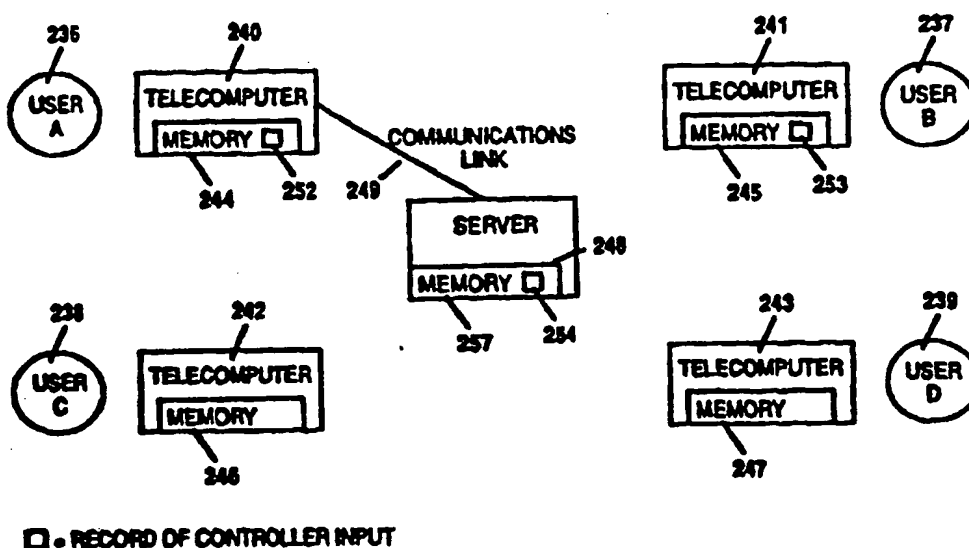 235 240 241 237
USER A TELECOMPUTER TELECOMPUTER USER B
MEMORY MEMORY
COMMUNICATIONS LINK
244 252 249 245 253
SERVER
248
MEMORY
257 254
238 242 243 239
USER C TELECOMPUTER TELECOMPUTER USER D
MEMORY MEMORY
246 247
RECORD OF CONTROLLER INPUT